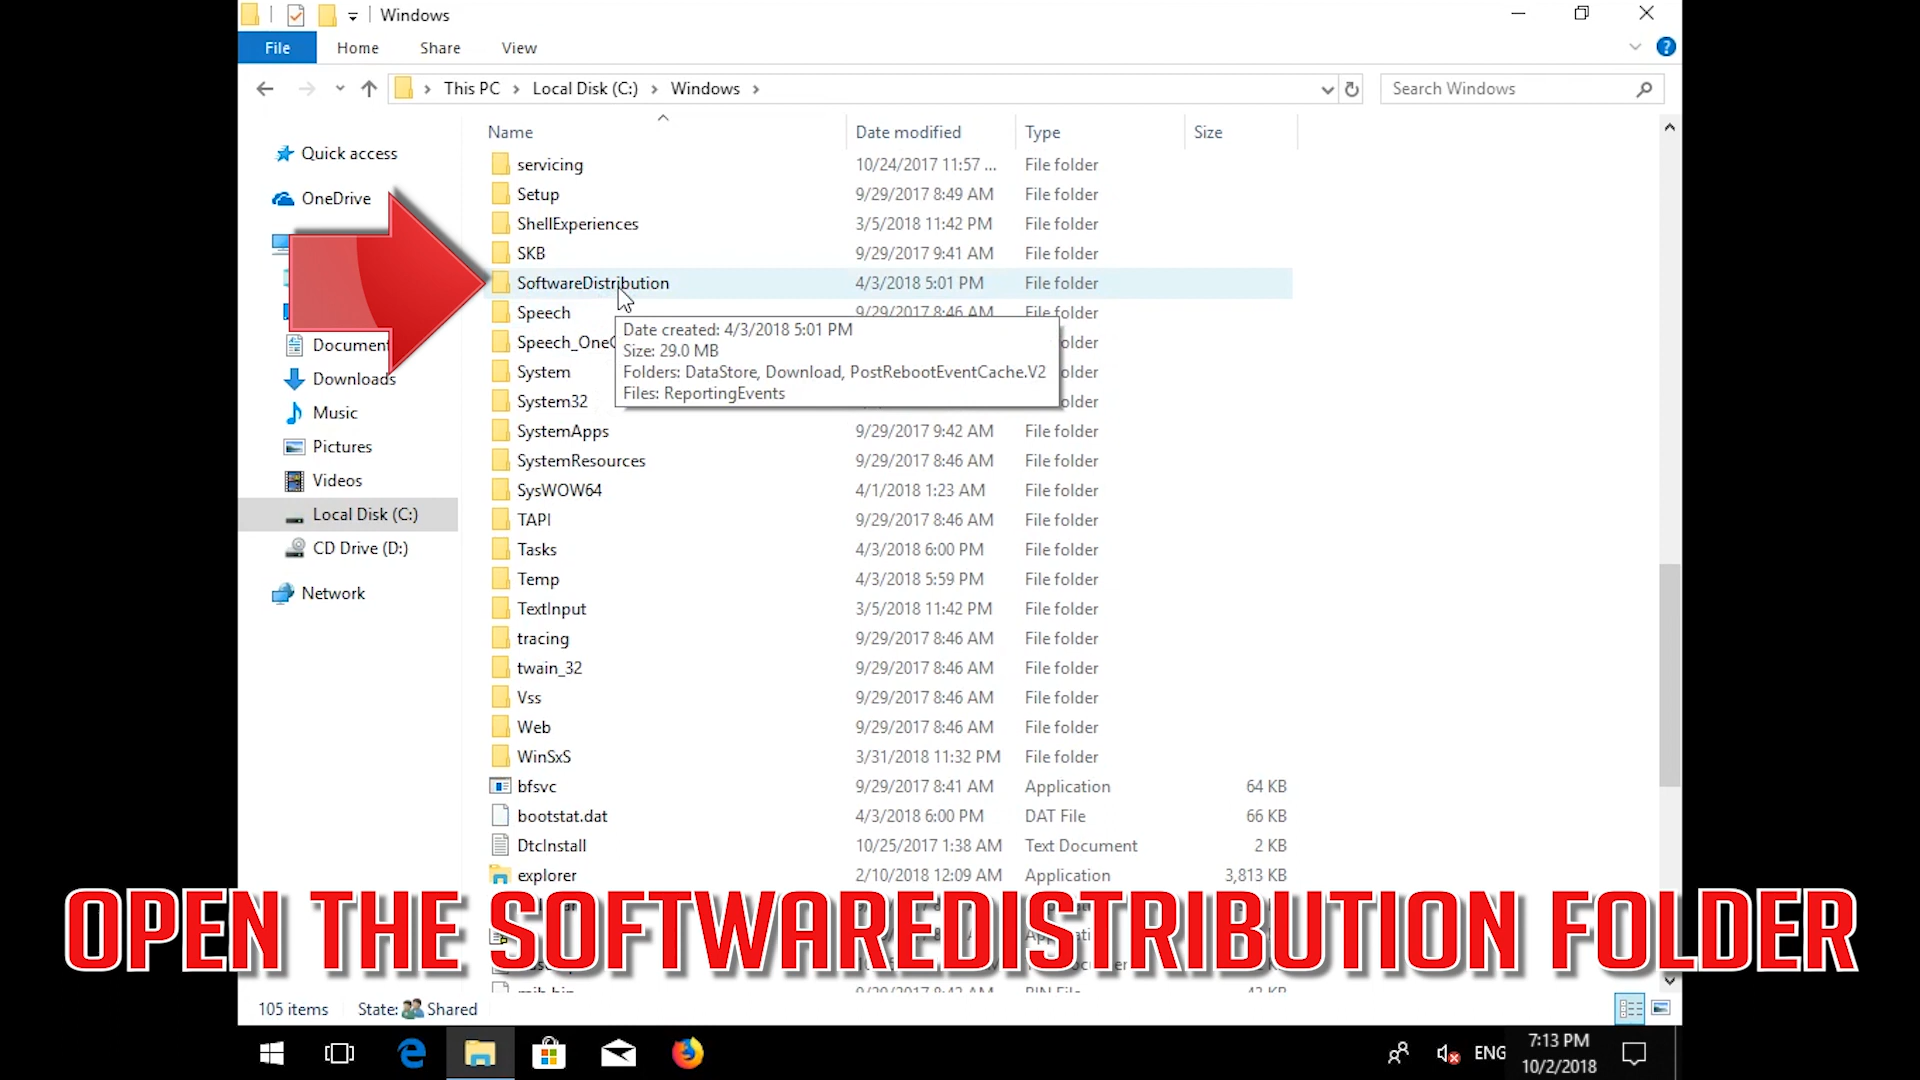 Windows
File Home Share View
This PC Local Disk (C:) Windows
Search Windows
Name Date modified Type Size
Quick access
OneDrive
Documen
Downloads
Music
Pictures
Videos
Local Disk (C:)
CD Drive (D:)
Network
servicing 10/24/2017 11:57 ... File folder
Setup 9/29/2017 8:49 AM File folder
ShellExperiences 3/5/2018 11:42 PM File folder
SKB 9/29/2017 9:41 AM File folder
SoftwareDistribution 4/3/2018 5:01 PM File folder
Speech 9/29/2017 8:46 AM File folder
Speech_One older
System older
System32 older
Date created: 4/3/2018 5:01 PM
Size: 29.0 MB
Folders: DataStore, Download, PostRebootEventCache.V2
Files: ReportingEvents
SystemApps 9/29/2017 9:42 AM File folder
SystemResources 9/29/2017 8:46 AM File folder
SysWOW64 4/1/2018 1:23 AM File folder
TAPI 9/29/2017 8:46 AM File folder
Tasks 4/3/2018 6:00 PM File folder
Temp 4/3/2018 5:59 PM File folder
TextInput 3/5/2018 11:42 PM File folder
tracing 9/29/2017 8:46 AM File folder
twain_32 9/29/2017 8:46 AM File folder
Vss 9/29/2017 8:46 AM File folder
Web 9/29/2017 8:46 AM File folder
WinSxS 3/31/2018 11:32 PM File folder
bfsvc 9/29/2017 8:41 AM Application 64 KB
bootstat.dat 4/3/2018 6:00 PM DAT File 66 KB
DtcInstall 10/25/2017 1:38 AM Text Document 2 KB
explorer 2/10/2018 12:09 AM Application 3,813 KB
OPEN THE SOFTWAREDISTRIBUTION FOLDER
105 items State: Shared
ENG
7:13 PM
10/2/2018